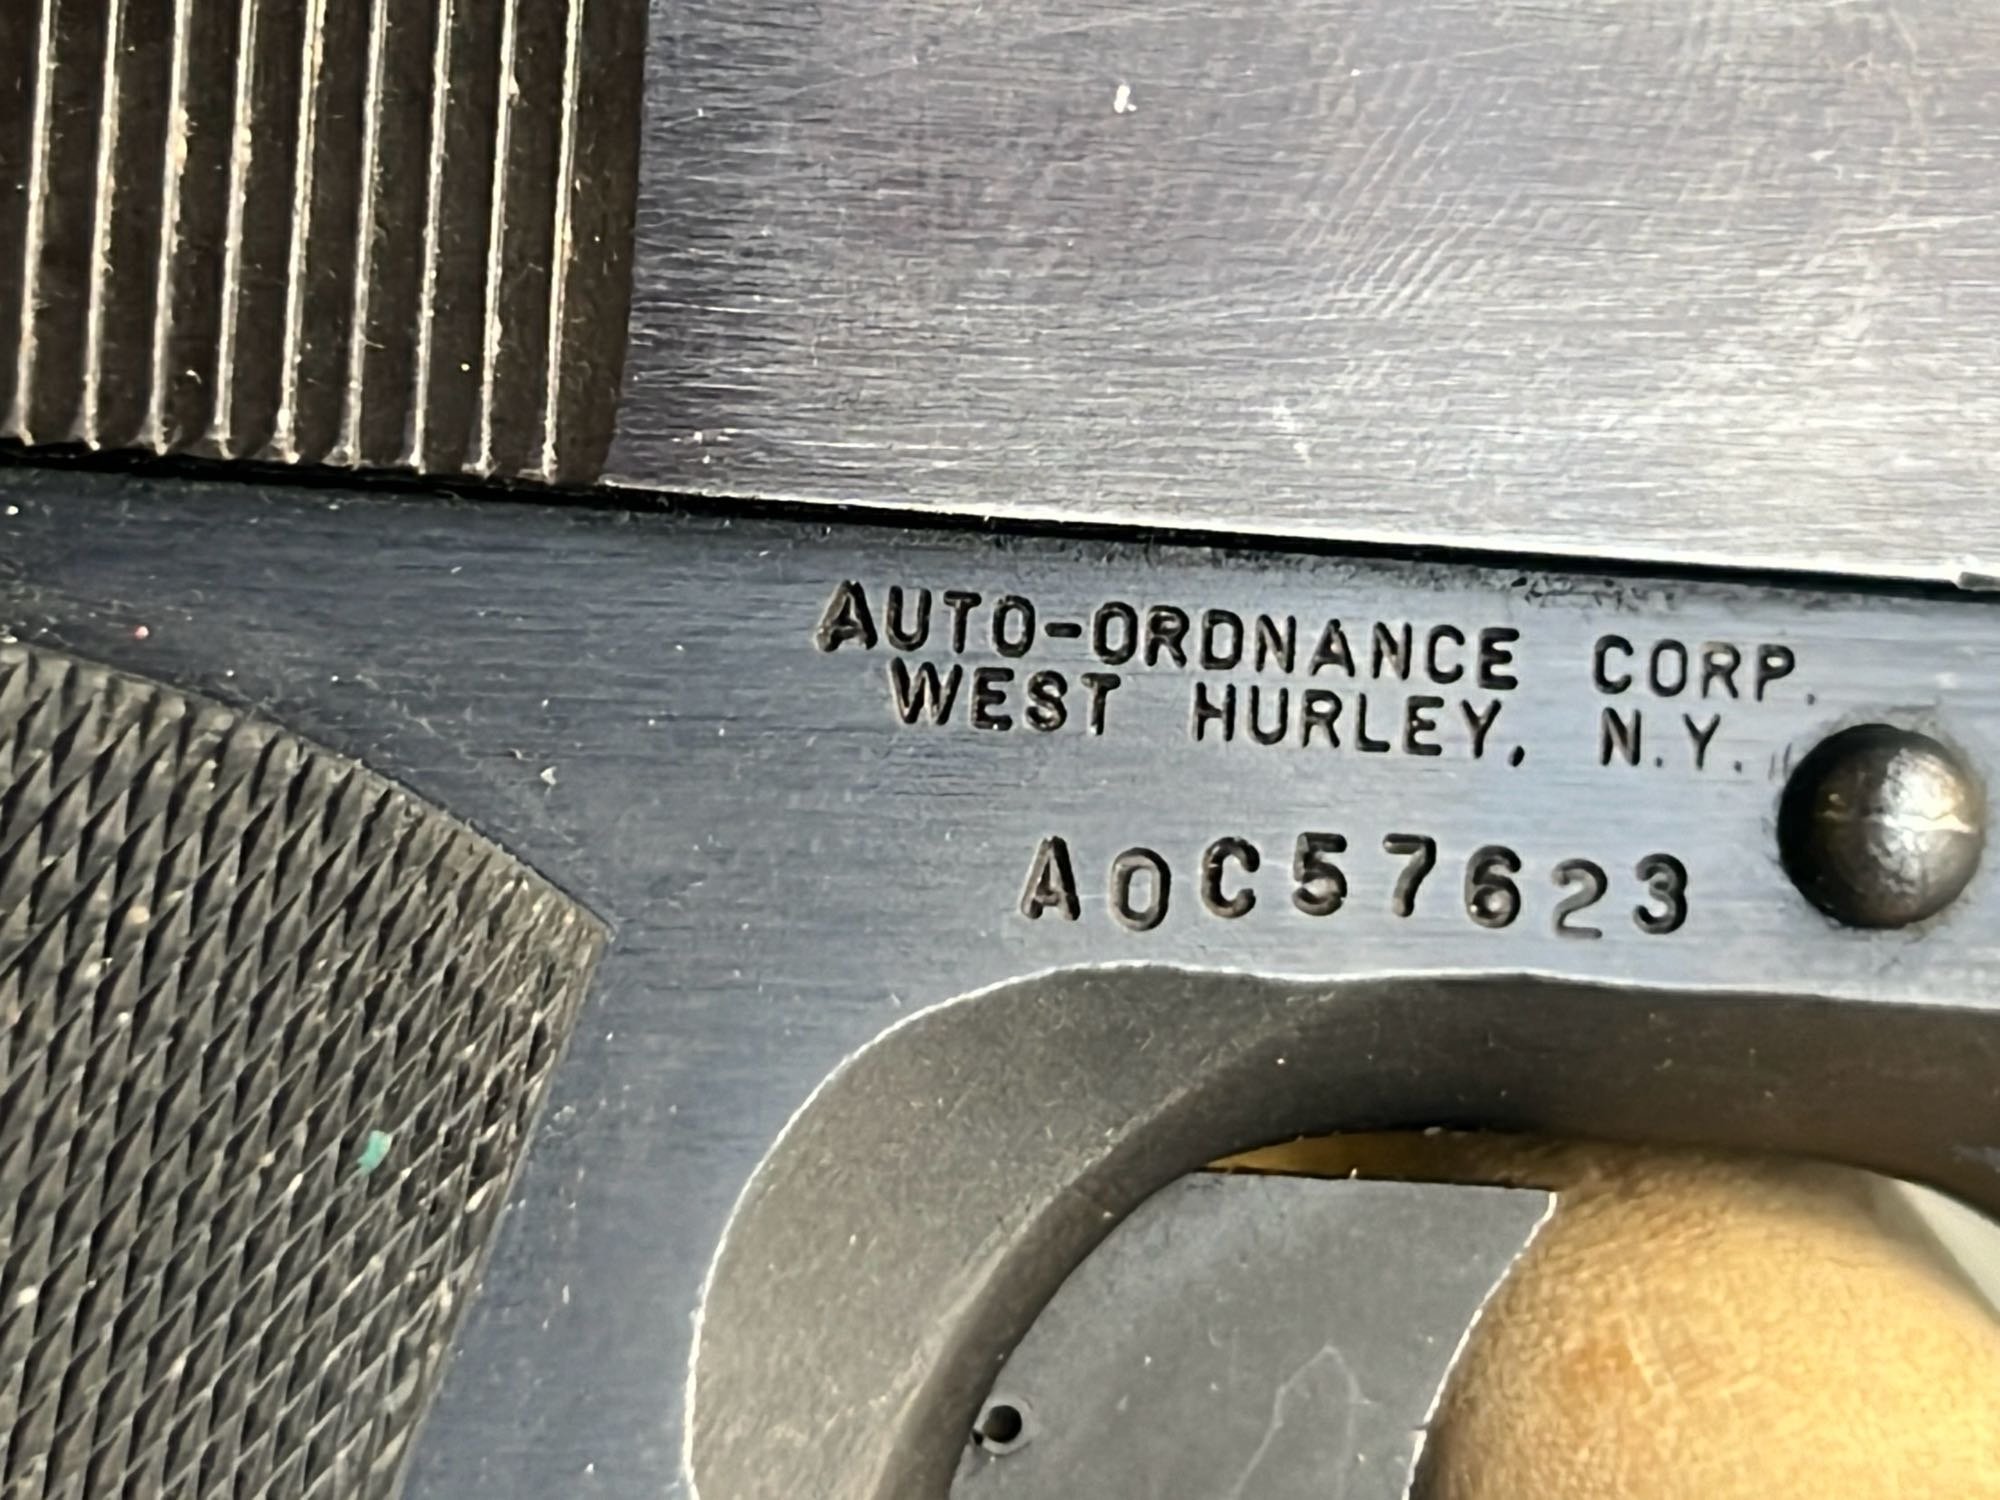 AUTO-ORDNANCE CORP.
WEST HURLEY, N.Y.
AOC57623